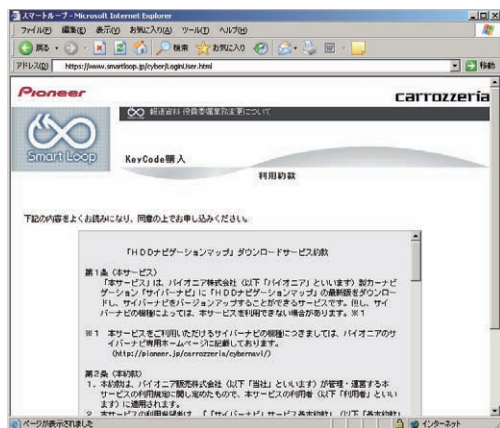 スマートループ - Microsoft Internet Explorer
ファイル(F) 編集(E) 表示(V) お気に入り(A) ツール(T) ヘルプ(H)
戻る 検索 お気に入り
アドレス(D) https://www.smartloop.jp/cyber/LoginUser.html 移動
Pioneer carrozzeria
Smart Loop
KeyCode購入
利用約款
下記の内容をよくお読みになり、同意の上でお申し込みください。
「HDDナビゲーションマップ」ダウンロードサービス約款
第1条(本サービス)
「本サービス」は、パイオニア株式会社(以下「パイオニア」といいます)製カーナビ
ゲーション「サイバーナビ」に「HDDナビゲーションマップ」の最新版をダウンロー
ドし、サイバーナビをバージョンアップすることができるサービスです。但し、サイ
バーナビの機種によっては、本サービスを利用できない場合があります。※1
※1 本サービスをご利用いただけるサイバーナビの機種につきましては、パイオニアのサ
イバーナビ専用ホームページに記載しております。
(http://pioneer.jp/carrozzeria/cybernavi/)
第2条(本約款)
1.本約款は、パイオニア販売株式会社(以下「当社」といいます)が管理・運営する本
サービスの利用規定に関し定めたもので、本サービスの利用者(以下「利用者」といい
ます)に適用されます。
ページが表示されました インターネット